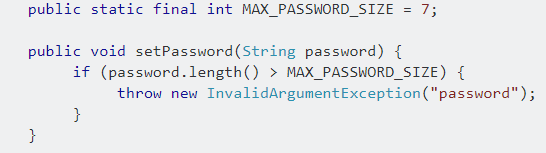 public static final int MAX_PASSWORD_SIZE = 7;
public void setPassword(String password) {
if (password.length() > MAX_PASSWORD_SIZE) {
throw new InvalidArgumentException("password");
}
}